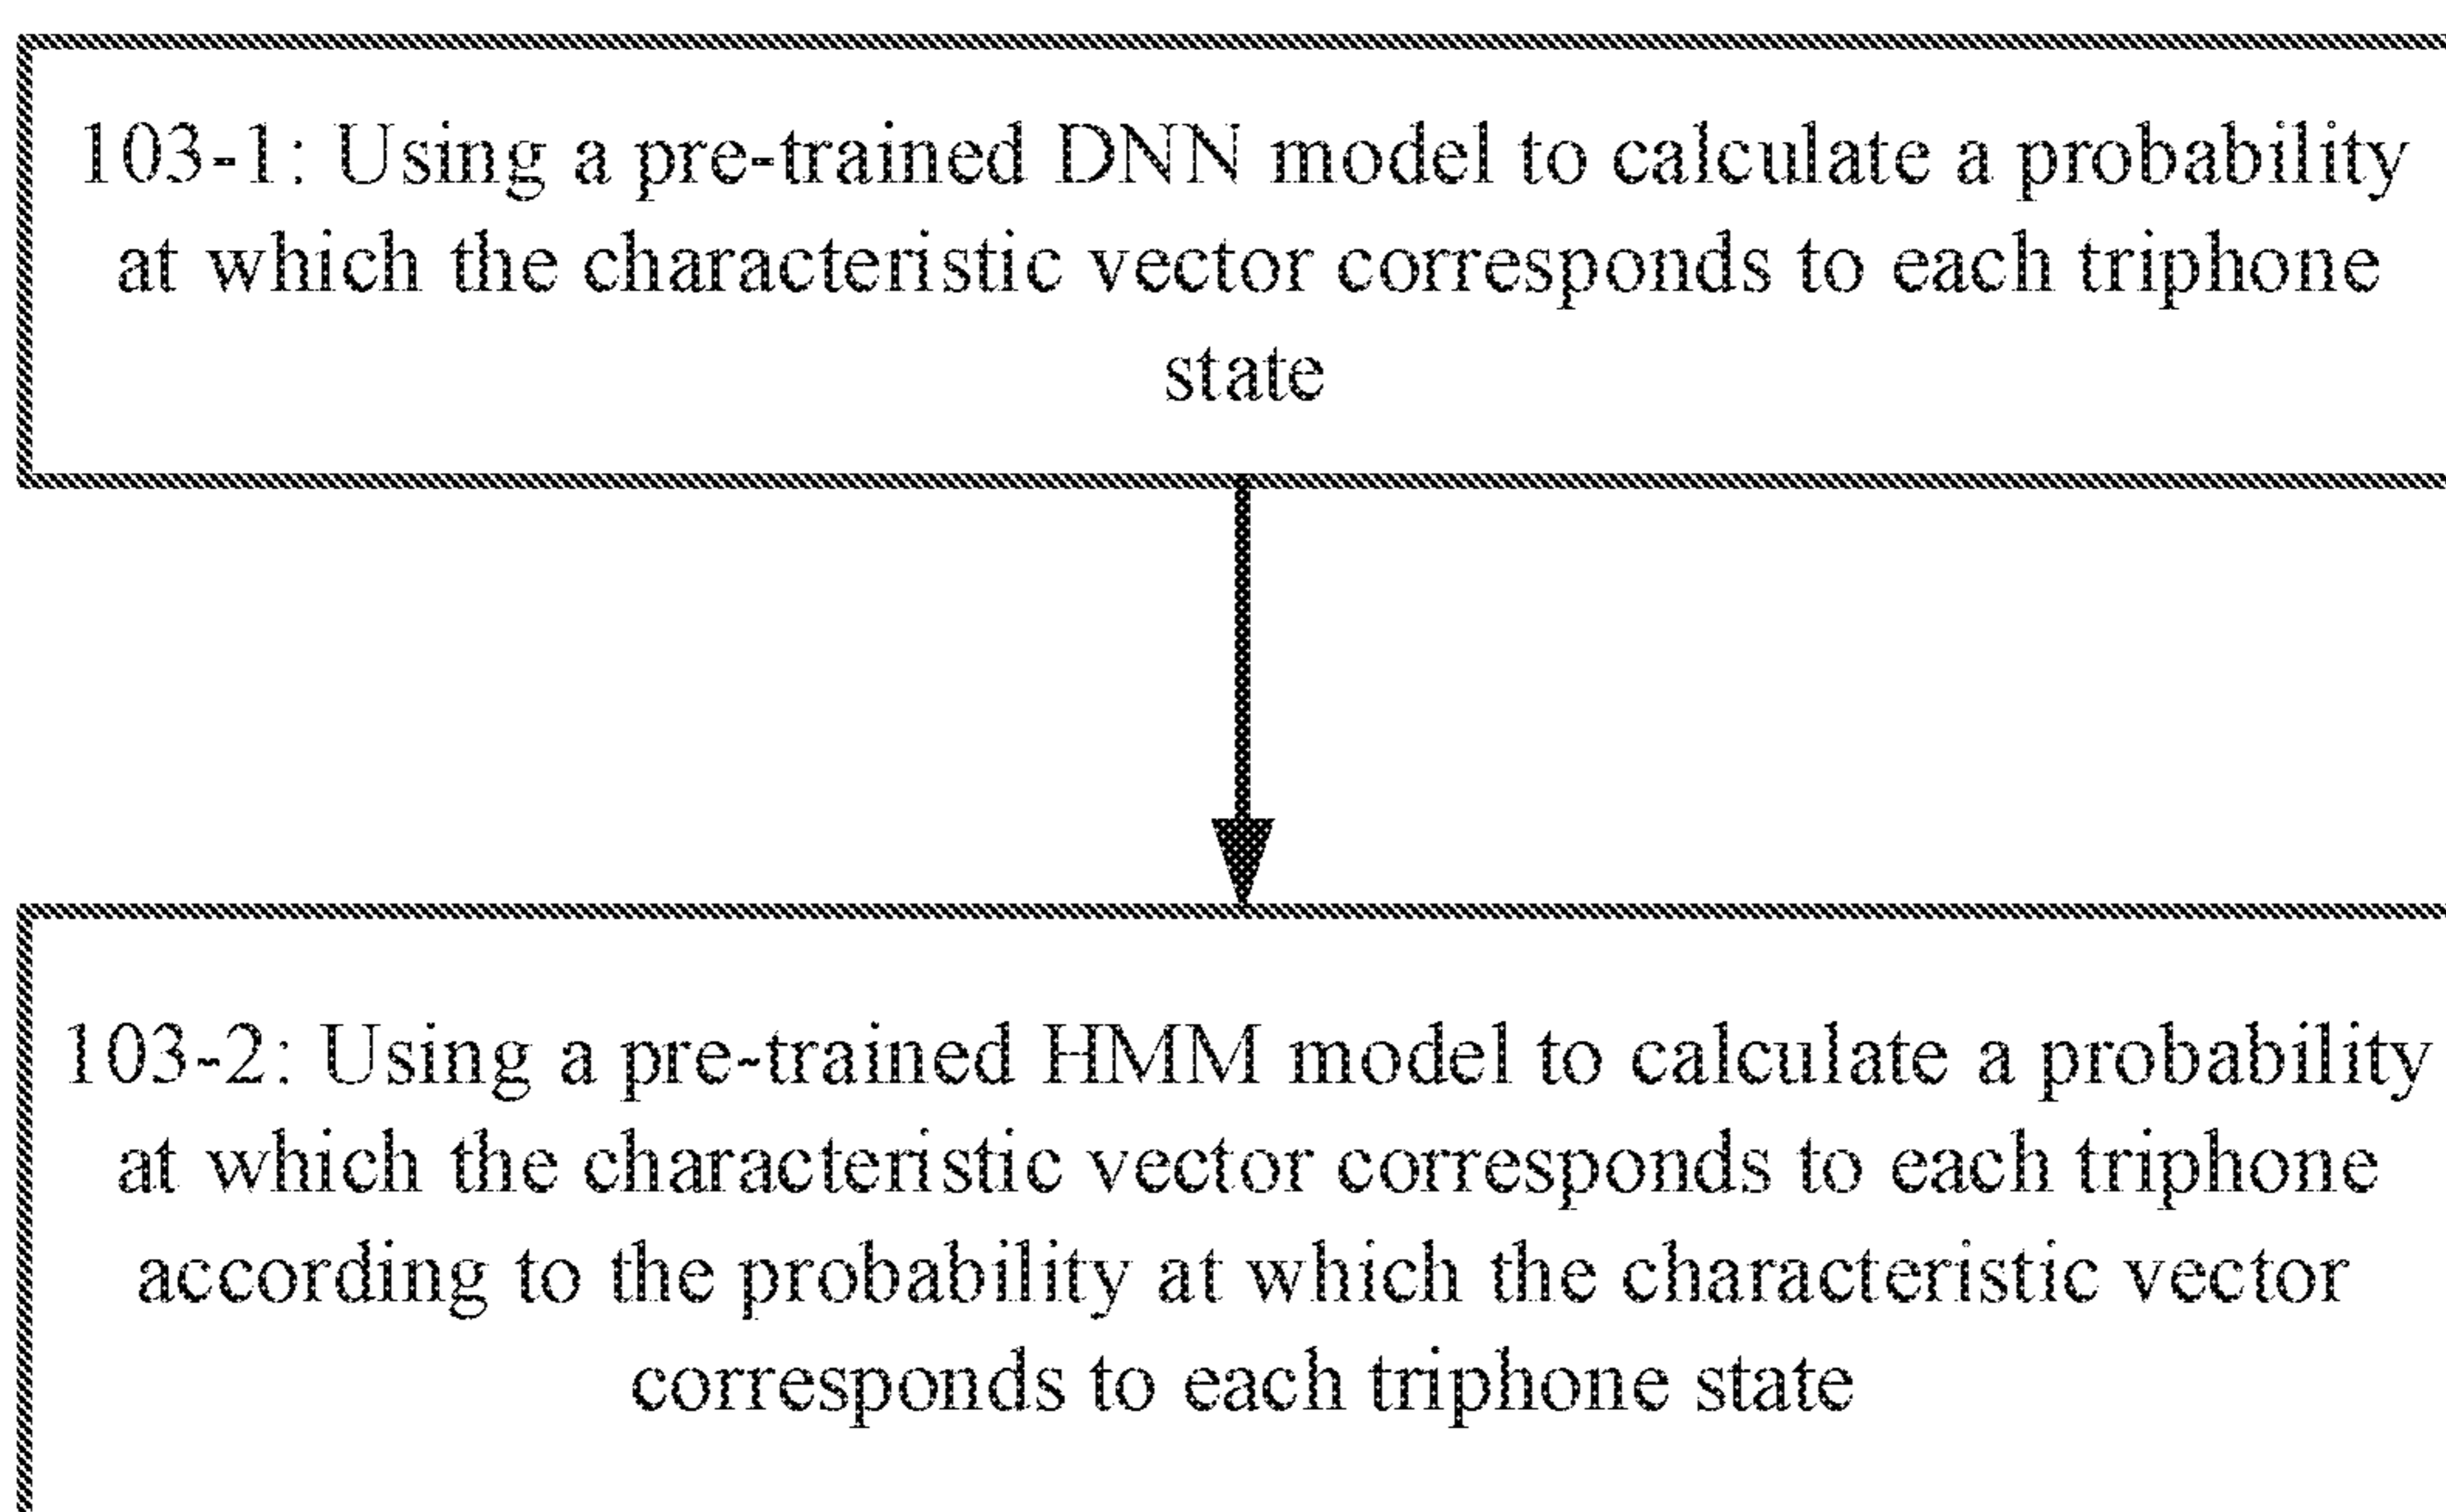 103-1: Using a pre-trained DNN model to calculate a probability
at which the characteristic vector corresponds to each triphone
state
103-2: Using a pre-trained HMM model to calculate a probability
at which the characteristic vector corresponds to each triphone
according to the probability at which the characteristic vector
corresponds to each triphone state